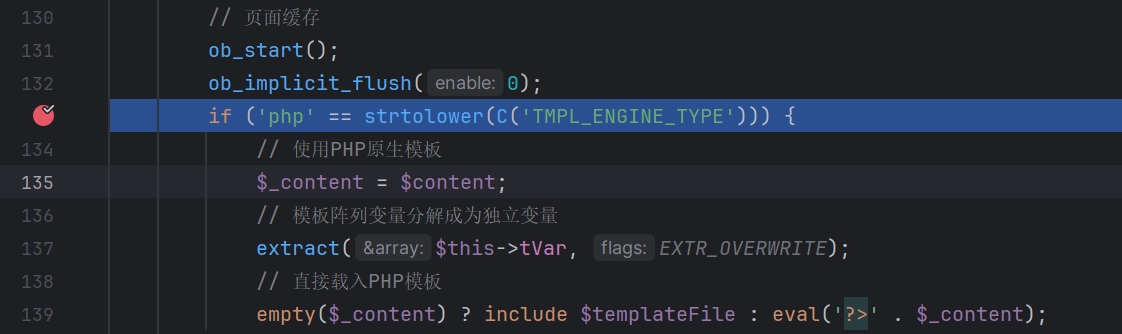 130 // 页面缓存
131 ob_start();
132 ob_implicit_flush( enable: 0);
if ('php' == strtolower(C('TMPL_ENGINE_TYPE'))) {
134 // 使用PHP原生模板
135 $_content = $content;
136 // 模板阵列变量分解成为独立变量
137 extract( &array: $this->tVar, flags: EXTR_OVERWRITE);
138 // 直接载入PHP模板
139 empty($_content) ? include $templateFile : eval('?>' . $_content);